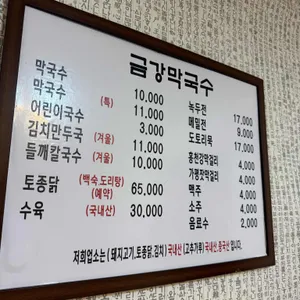 금강막국수
막국수 10,000
막국수 (특) 11,000
어린이국수 3,000
김치만두국 (겨울) 11,000
들깨칼국수 (겨울) 10,000
토종닭 (백숙,도리탕) (예약) 65,000
수육 (국내산) 30,000
녹두전 17,000
메밀전 9,000
도토리묵 17,000
홍천강막걸리 4,000
가평잣막걸리 4,000
맥주 4,000
소주 4,000
음료수 2,000
저희업소는 (돼지고기,토종닭,김치) 국내산 (고추가루) 국내산,중국산 입니다.